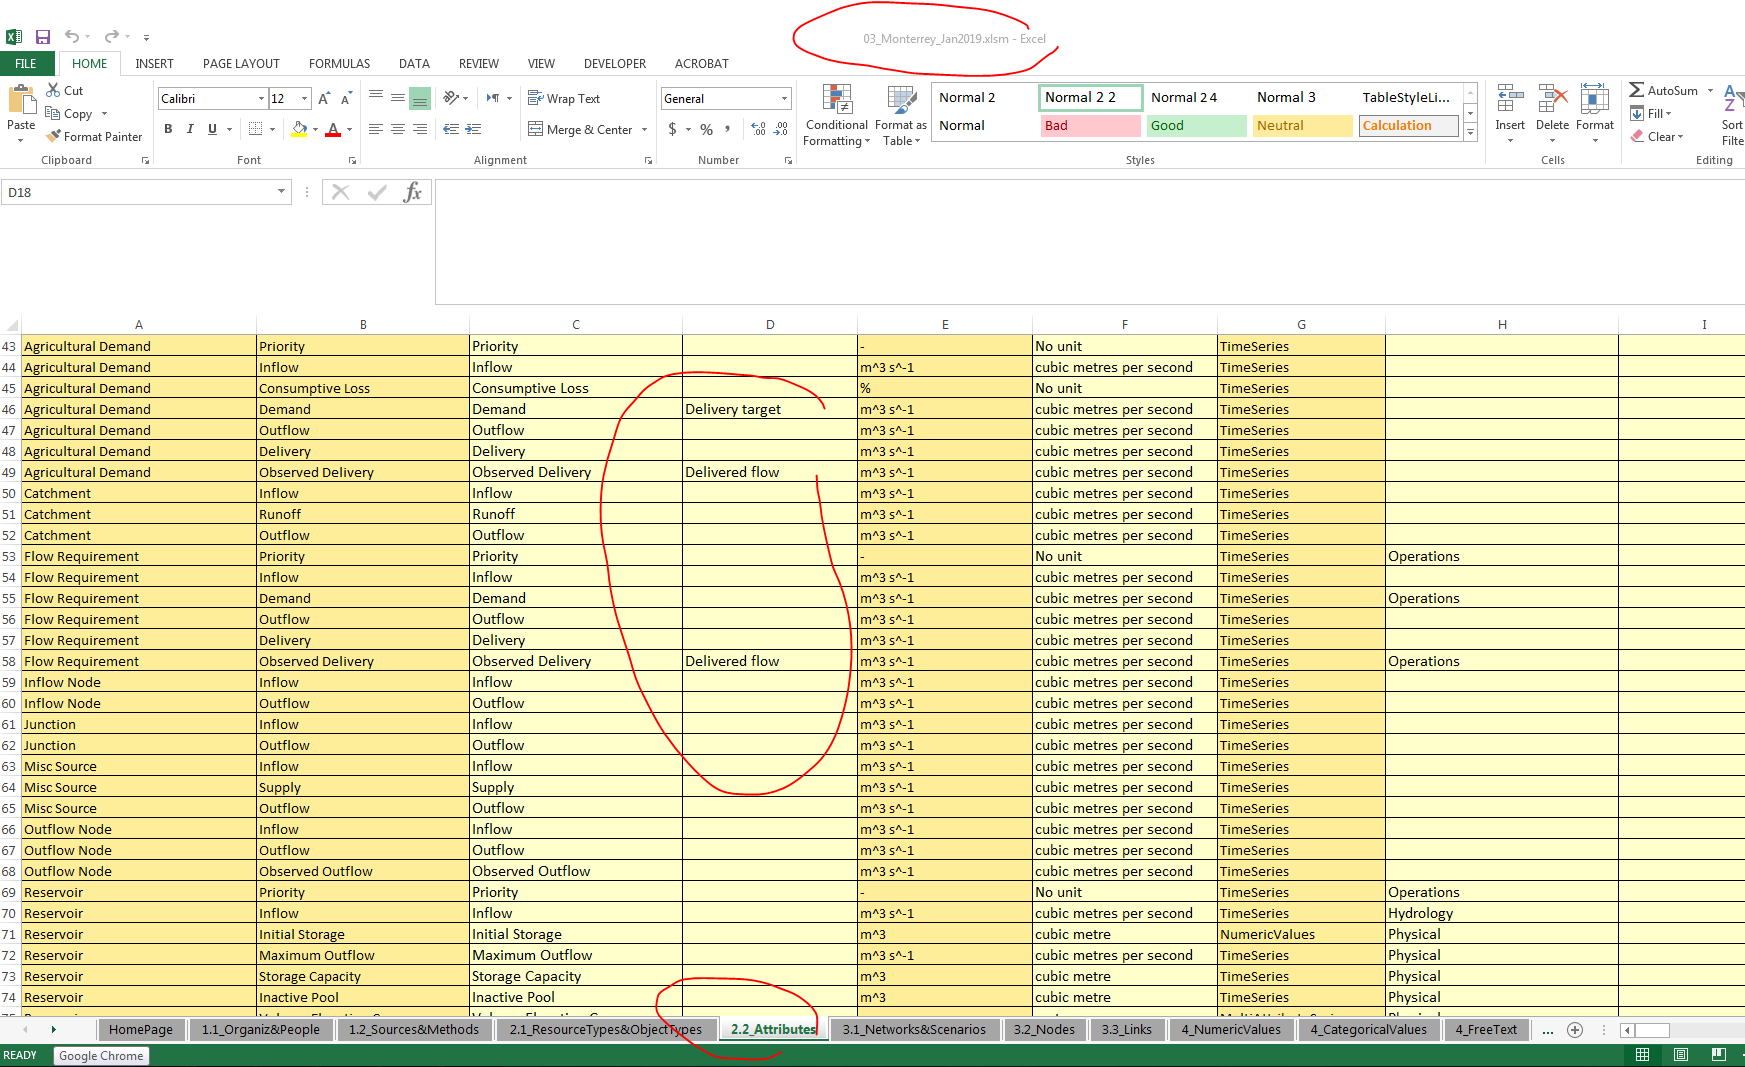 03_Monterrey_Jan2019.xlsm - Excel
FILE HOME INSERT PAGE LAYOUT FORMULAS DATA REVIEW VIEW DEVELOPER ACROBAT
Cut Calibri 12 Wrap Text General Normal 2 Normal 2 2 Normal 2 4 Normal 3 TableStyleLi... AutoSum
Paste Copy Conditional Formatting Format as Table Insert Delete Format Fill Sort
Format Painter B I U Merge & Center $ % Normal Bad Good Neutral Calculation Clear Filte
Clipboard Font Alignment Number Styles Cells Editing
D18 fx
A B C D E F G H I
43 Agricultural Demand Priority Priority - No unit TimeSeries
44 Agricultural Demand Inflow Inflow m^3 s^-1 cubic metres per second TimeSeries
45 Agricultural Demand Consumptive Loss Consumptive Loss % No unit TimeSeries
46 Agricultural Demand Demand Demand Delivery target m^3 s^-1 cubic metres per second TimeSeries
47 Agricultural Demand Outflow Outflow m^3 s^-1 cubic metres per second TimeSeries
48 Agricultural Demand Delivery Delivery m^3 s^-1 cubic metres per second TimeSeries
49 Agricultural Demand Observed Delivery Observed Delivery Delivered flow m^3 s^-1 cubic metres per second TimeSeries
50 Catchment Inflow Inflow m^3 s^-1 cubic metres per second TimeSeries
51 Catchment Runoff Runoff m^3 s^-1 cubic metres per second TimeSeries
52 Catchment Outflow Outflow m^3 s^-1 cubic metres per second TimeSeries
53 Flow Requirement Priority Priority - No unit TimeSeries Operations
54 Flow Requirement Inflow Inflow m^3 s^-1 cubic metres per second TimeSeries
55 Flow Requirement Demand Demand m^3 s^-1 cubic metres per second TimeSeries Operations
56 Flow Requirement Outflow Outflow m^3 s^-1 cubic metres per second TimeSeries
57 Flow Requirement Delivery Delivery m^3 s^-1 cubic metres per second TimeSeries
58 Flow Requirement Observed Delivery Observed Delivery Delivered flow m^3 s^-1 cubic metres per second TimeSeries Operations
59 Inflow Node Inflow Inflow m^3 s^-1 cubic metres per second TimeSeries
60 Inflow Node Outflow Outflow m^3 s^-1 cubic metres per second TimeSeries
61 Junction Inflow Inflow m^3 s^-1 cubic metres per second TimeSeries
62 Junction Outflow Outflow m^3 s^-1 cubic metres per second TimeSeries
63 Misc Source Inflow Inflow m^3 s^-1 cubic metres per second TimeSeries
64 Misc Source Supply Supply m^3 s^-1 cubic metres per second TimeSeries
65 Misc Source Outflow Outflow m^3 s^-1 cubic metres per second TimeSeries
66 Outflow Node Inflow Inflow m^3 s^-1 cubic metres per second TimeSeries
67 Outflow Node Outflow Outflow m^3 s^-1 cubic metres per second TimeSeries
68 Outflow Node Observed Outflow Observed Outflow m^3 s^-1 cubic metres per second TimeSeries
69 Reservoir Priority Priority - No unit TimeSeries Operations
70 Reservoir Inflow Inflow m^3 s^-1 cubic metres per second TimeSeries Hydrology
71 Reservoir Initial Storage Initial Storage m^3 cubic metre NumericValues Physical
72 Reservoir Maximum Outflow Maximum Outflow m^3 s^-1 cubic metres per second TimeSeries Physical
73 Reservoir Storage Capacity Storage Capacity m^3 cubic metre TimeSeries Physical
74 Reservoir Inactive Pool Inactive Pool m^3 cubic metre TimeSeries Physical
HomePage 1.1_Organiz&People 1.2_Sources&Methods 2.1_ResourceTypes&ObjectTypes 2.2_Attributes 3.1_Networks&Scenarios 3.2_Nodes 3.3_Links 4_NumericValues 4_CategoricalValues 4_FreeText ...
READY Google Chrome